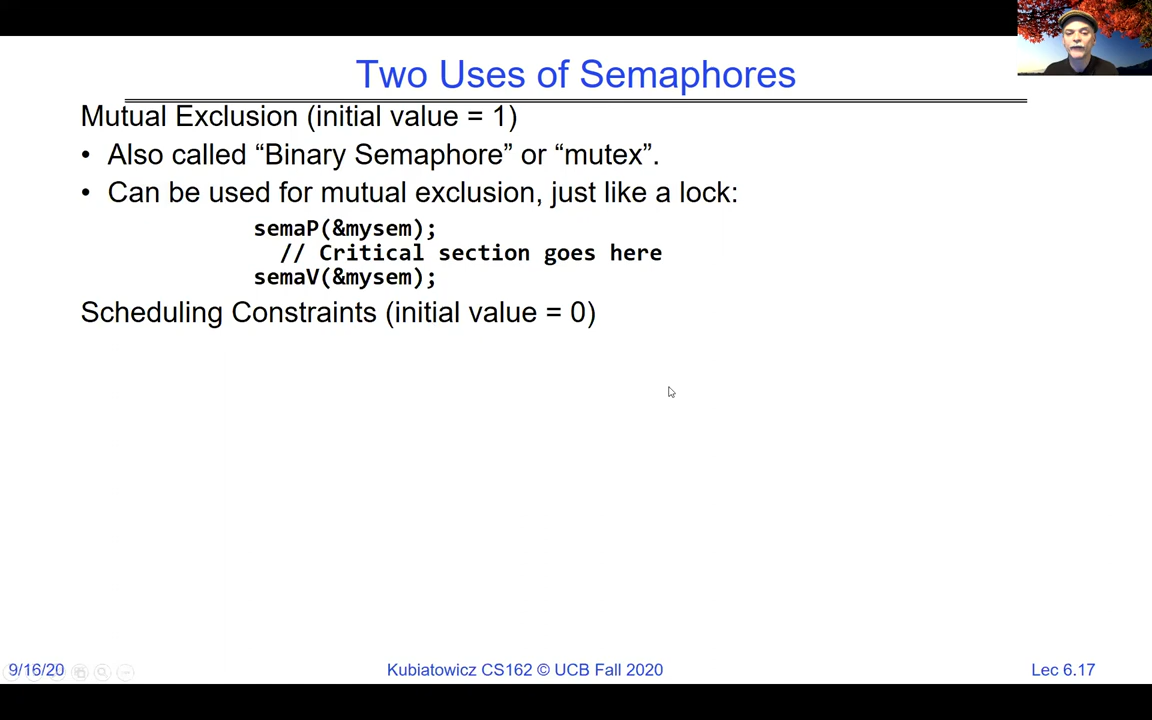 Two Uses of Semaphores
Mutual Exclusion (initial value = 1)
• Also called “Binary Semaphore” or “mutex”.
• Can be used for mutual exclusion, just like a lock:
semaP(&mysem);
// Critical section goes here
semaV(&mysem);
Scheduling Constraints (initial value = 0)
9/16/20
Kubiatowicz CS162 © UCB Fall 2020
Lec 6.17